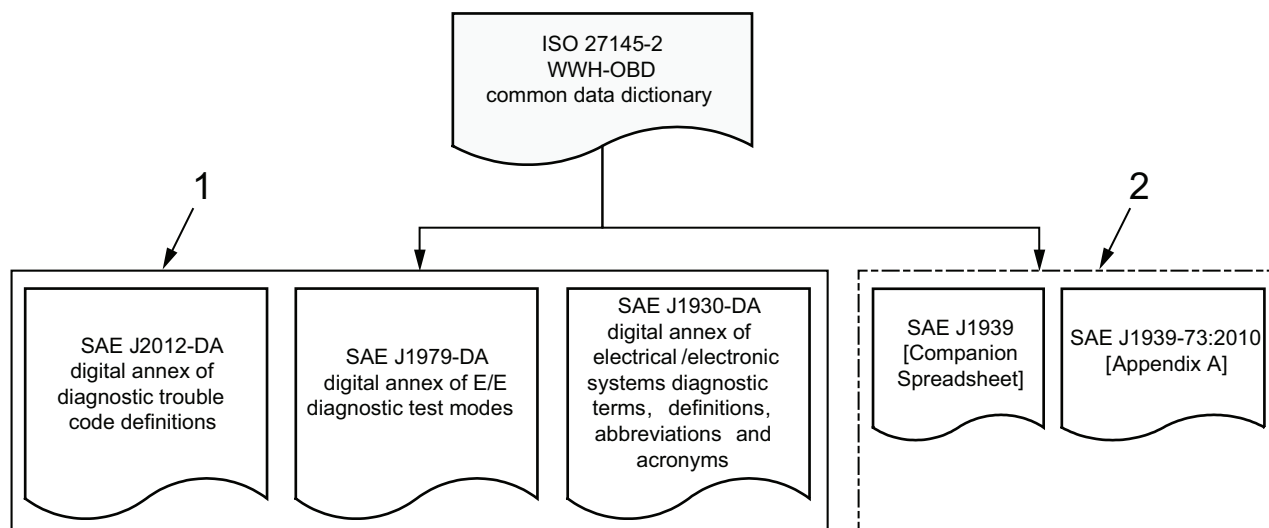 ISO 27145-2
WWH-OBD
common data dictionary
1
2
SAE J2012-DA
digital annex of
diagnostic trouble
code definitions
SAE J1979-DA
digital annex of E/E
diagnostic test modes
SAE J1930-DA
digital annex of
electrical/electronic
systems diagnostic
terms, definitions,
abbreviations and
acronyms
SAE J1939
[Companion
Spreadsheet]
SAE J1939-73:2010
[Appendix A]